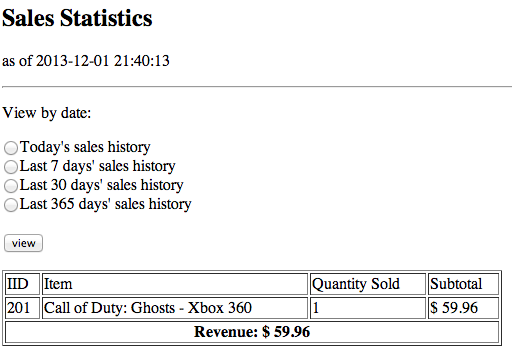 Sales Statistics
as of 2013-12-01 21:40:13
View by date:
Today's sales history
Last 7 days' sales history
Last 30 days' sales history
Last 365 days' sales history
view
IID Item Quantity Sold Subtotal
201 Call of Duty: Ghosts - Xbox 360 1 $ 59.96
Revenue: $ 59.96